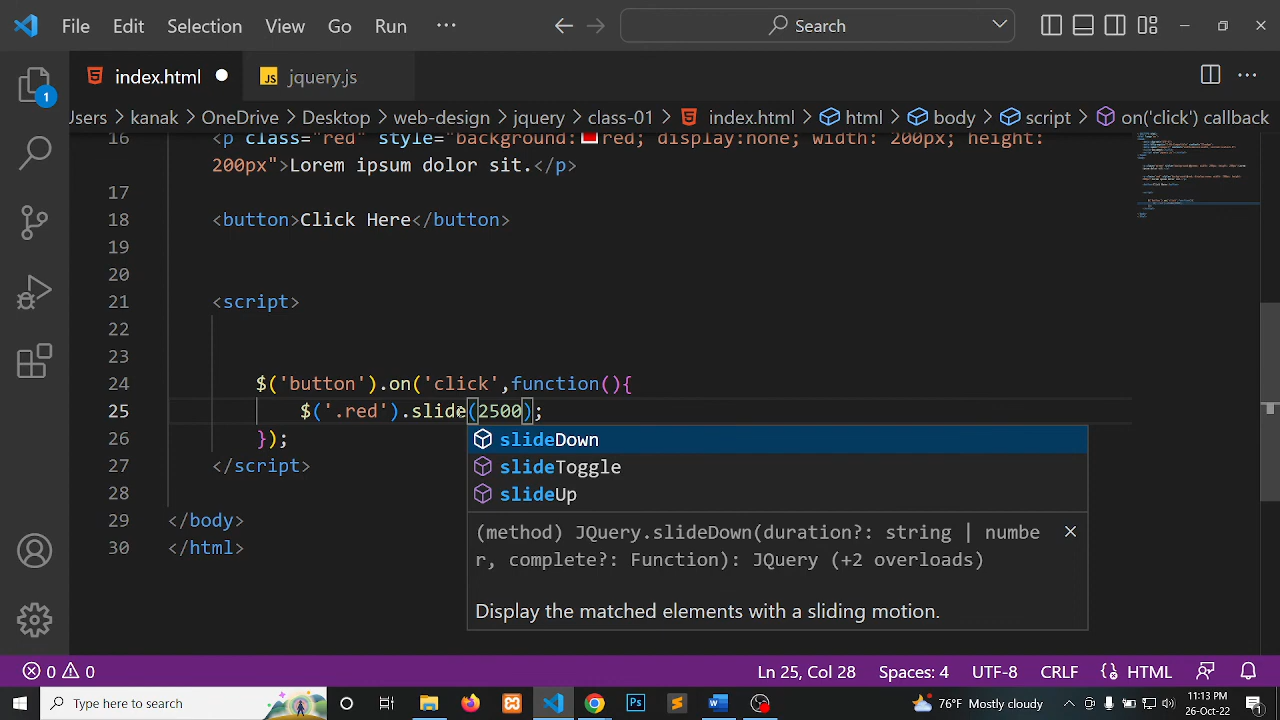 File Edit Selection View Go Run ··· Search
index.html JS jquery.js
1
Users > kanak > OneDrive > Desktop > web-design > jquery > class-01 > index.html > html > body > script > on('click') callback
16 <p class="red" style="background:red; display:none; width: 200px; height:
200px">Lorem ipsum dolor sit.</p>
17
18 <button>Click Here</button>
19
20
21 <script>
22
23
24 $('button').on('click',function(){
25 $('.red').slide(2500);
26 });
27 </script>
28
29 </body>
30 </html>
slideDown
slideToggle
slideUp
(method) JQuery.slideDown(duration?: string | numbe
r, complete?: Function): JQuery (+2 overloads)
Display the matched elements with a sliding motion.
0 0 Ln 25, Col 28 Spaces: 4 UTF-8 CRLF HTML
Type here to search Ps 76°F Mostly cloudy 11:13 PM
26-Oct-22